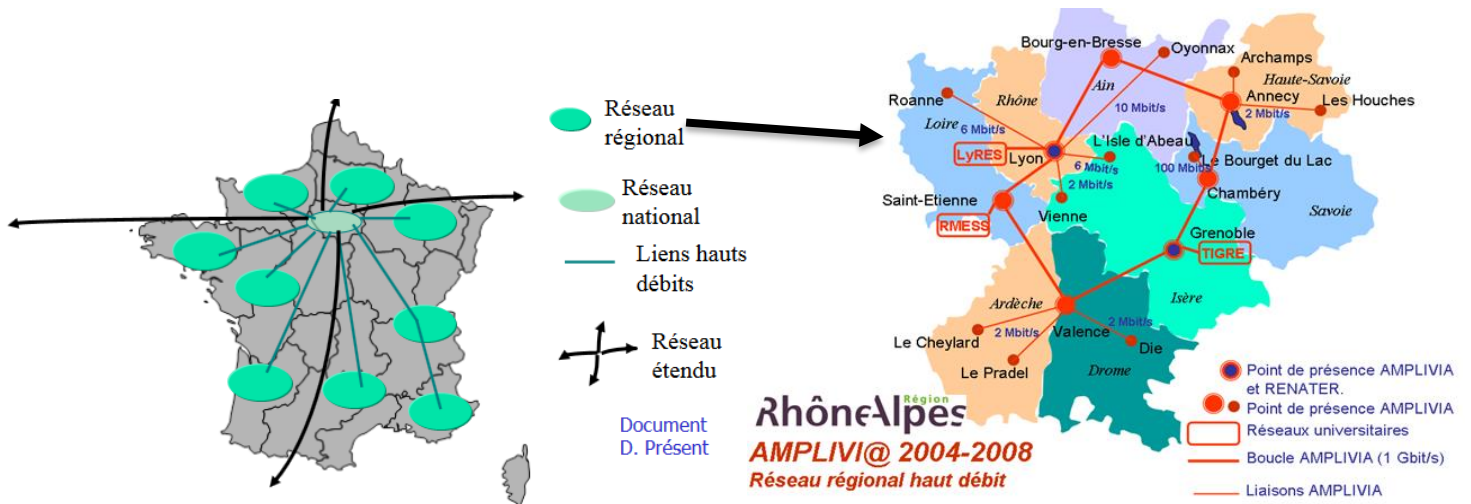 Réseau
régional
Réseau
national
Liens hauts
débits
Réseau
étendu
Document
D. Présent
Bourg-en-Bresse
Oyonnax
Archamps
Haute-Savoie
Ain
Annecy
Roanne
Rhône
Les Houches
2 Mbit/s
10 Mbit/s
Loire
6 Mbit/s
L'Isle d'Abeau
LyRES
Lyon
Le Bourget du Lac
6 Mbit/s
100 Mbit/s
2 Mbit/s
Chambéry
Saint-Etienne
Vienne
Savoie
RMESS
Grenoble
TIGRE
Isère
Ardèche
2 Mbit/s
Valence
2 Mbit/s
Le Cheylard
Die
Le Pradel
Drome
Région
RhôneAlpes
AMPLIVI@ 2004-2008
Réseau régional haut débit
Point de présence AMPLIVIA
et RENATER.
Point de présence AMPLIVIA
Réseaux universitaires
Boucle AMPLIVIA (1 Gbit/s)
Liaisons AMPLIVIA